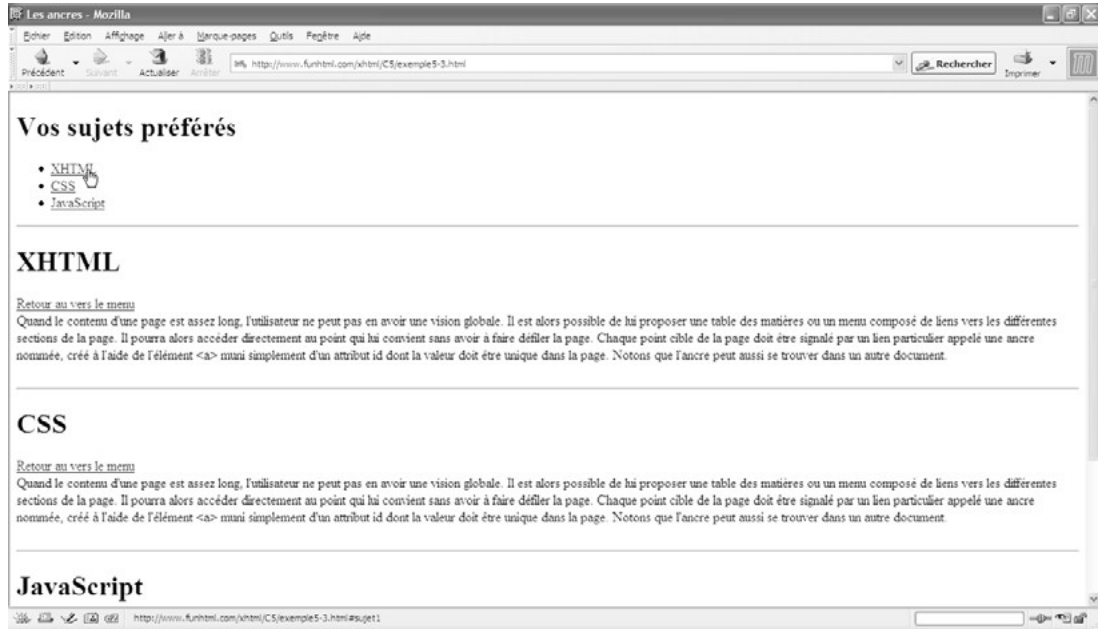 Les ancres - Mozilla
Fichier Edition Affichage Aller à Marque-pages Outils Fenêtre Aide
Précédent Suivant Actualiser Arrêter http://www.funhtml.com/xhtml/C5/exemple5-3.html Rechercher Imprimer
Vos sujets préférés
• XHTML
• CSS
• JavaScript
XHTML
Retour au vers le menu
Quand le contenu d'une page est assez long, l'utilisateur ne peut pas en avoir une vision globale. Il est alors possible de lui proposer une table des matières ou un menu composé de liens vers les différentes
sections de la page. Il pourra alors accéder directement au point qui lui convient sans avoir à faire défiler la page. Chaque point cible de la page doit être signalé par un lien particulier appelé une ancre
nommée, créé à l'aide de l'élément <a> muni simplement d'un attribut id dont la valeur doit être unique dans la page. Notons que l'ancre peut aussi se trouver dans un autre document.
CSS
Retour au vers le menu
Quand le contenu d'une page est assez long, l'utilisateur ne peut pas en avoir une vision globale. Il est alors possible de lui proposer une table des matières ou un menu composé de liens vers les différentes
sections de la page. Il pourra alors accéder directement au point qui lui convient sans avoir à faire défiler la page. Chaque point cible de la page doit être signalé par un lien particulier appelé une ancre
nommée, créé à l'aide de l'élément <a> muni simplement d'un attribut id dont la valeur doit être unique dans la page. Notons que l'ancre peut aussi se trouver dans un autre document.
JavaScript
http://www.funhtml.com/xhtml/C5/exemple5-3.html#sujet1